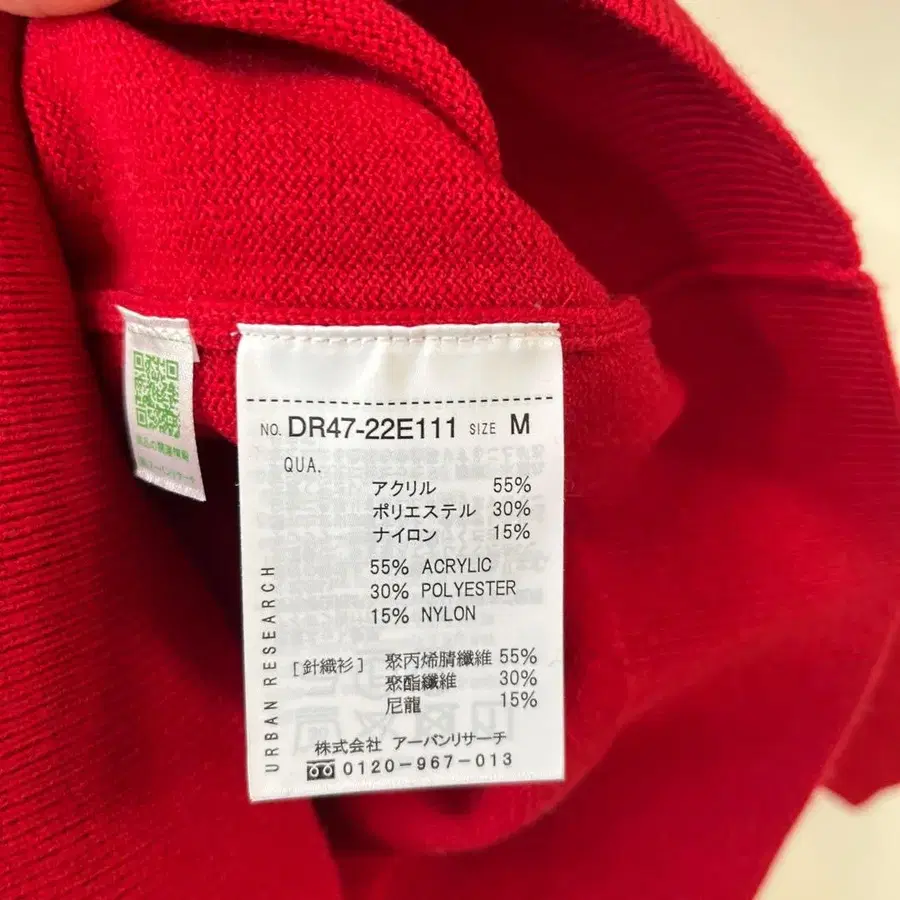 NO. DR47-22E111 SIZE M
QUA.
アクリル 55%
ポリエステル 30%
ナイロン 15%
55% ACRYLIC
30% POLYESTER
15% NYLON
[針織衫] 聚丙烯腈纖維 55%
聚酯纖維 30%
尼龍 15%
株式会社 アーバンリサーチ
0120-967-013
URBAN RESEARCH